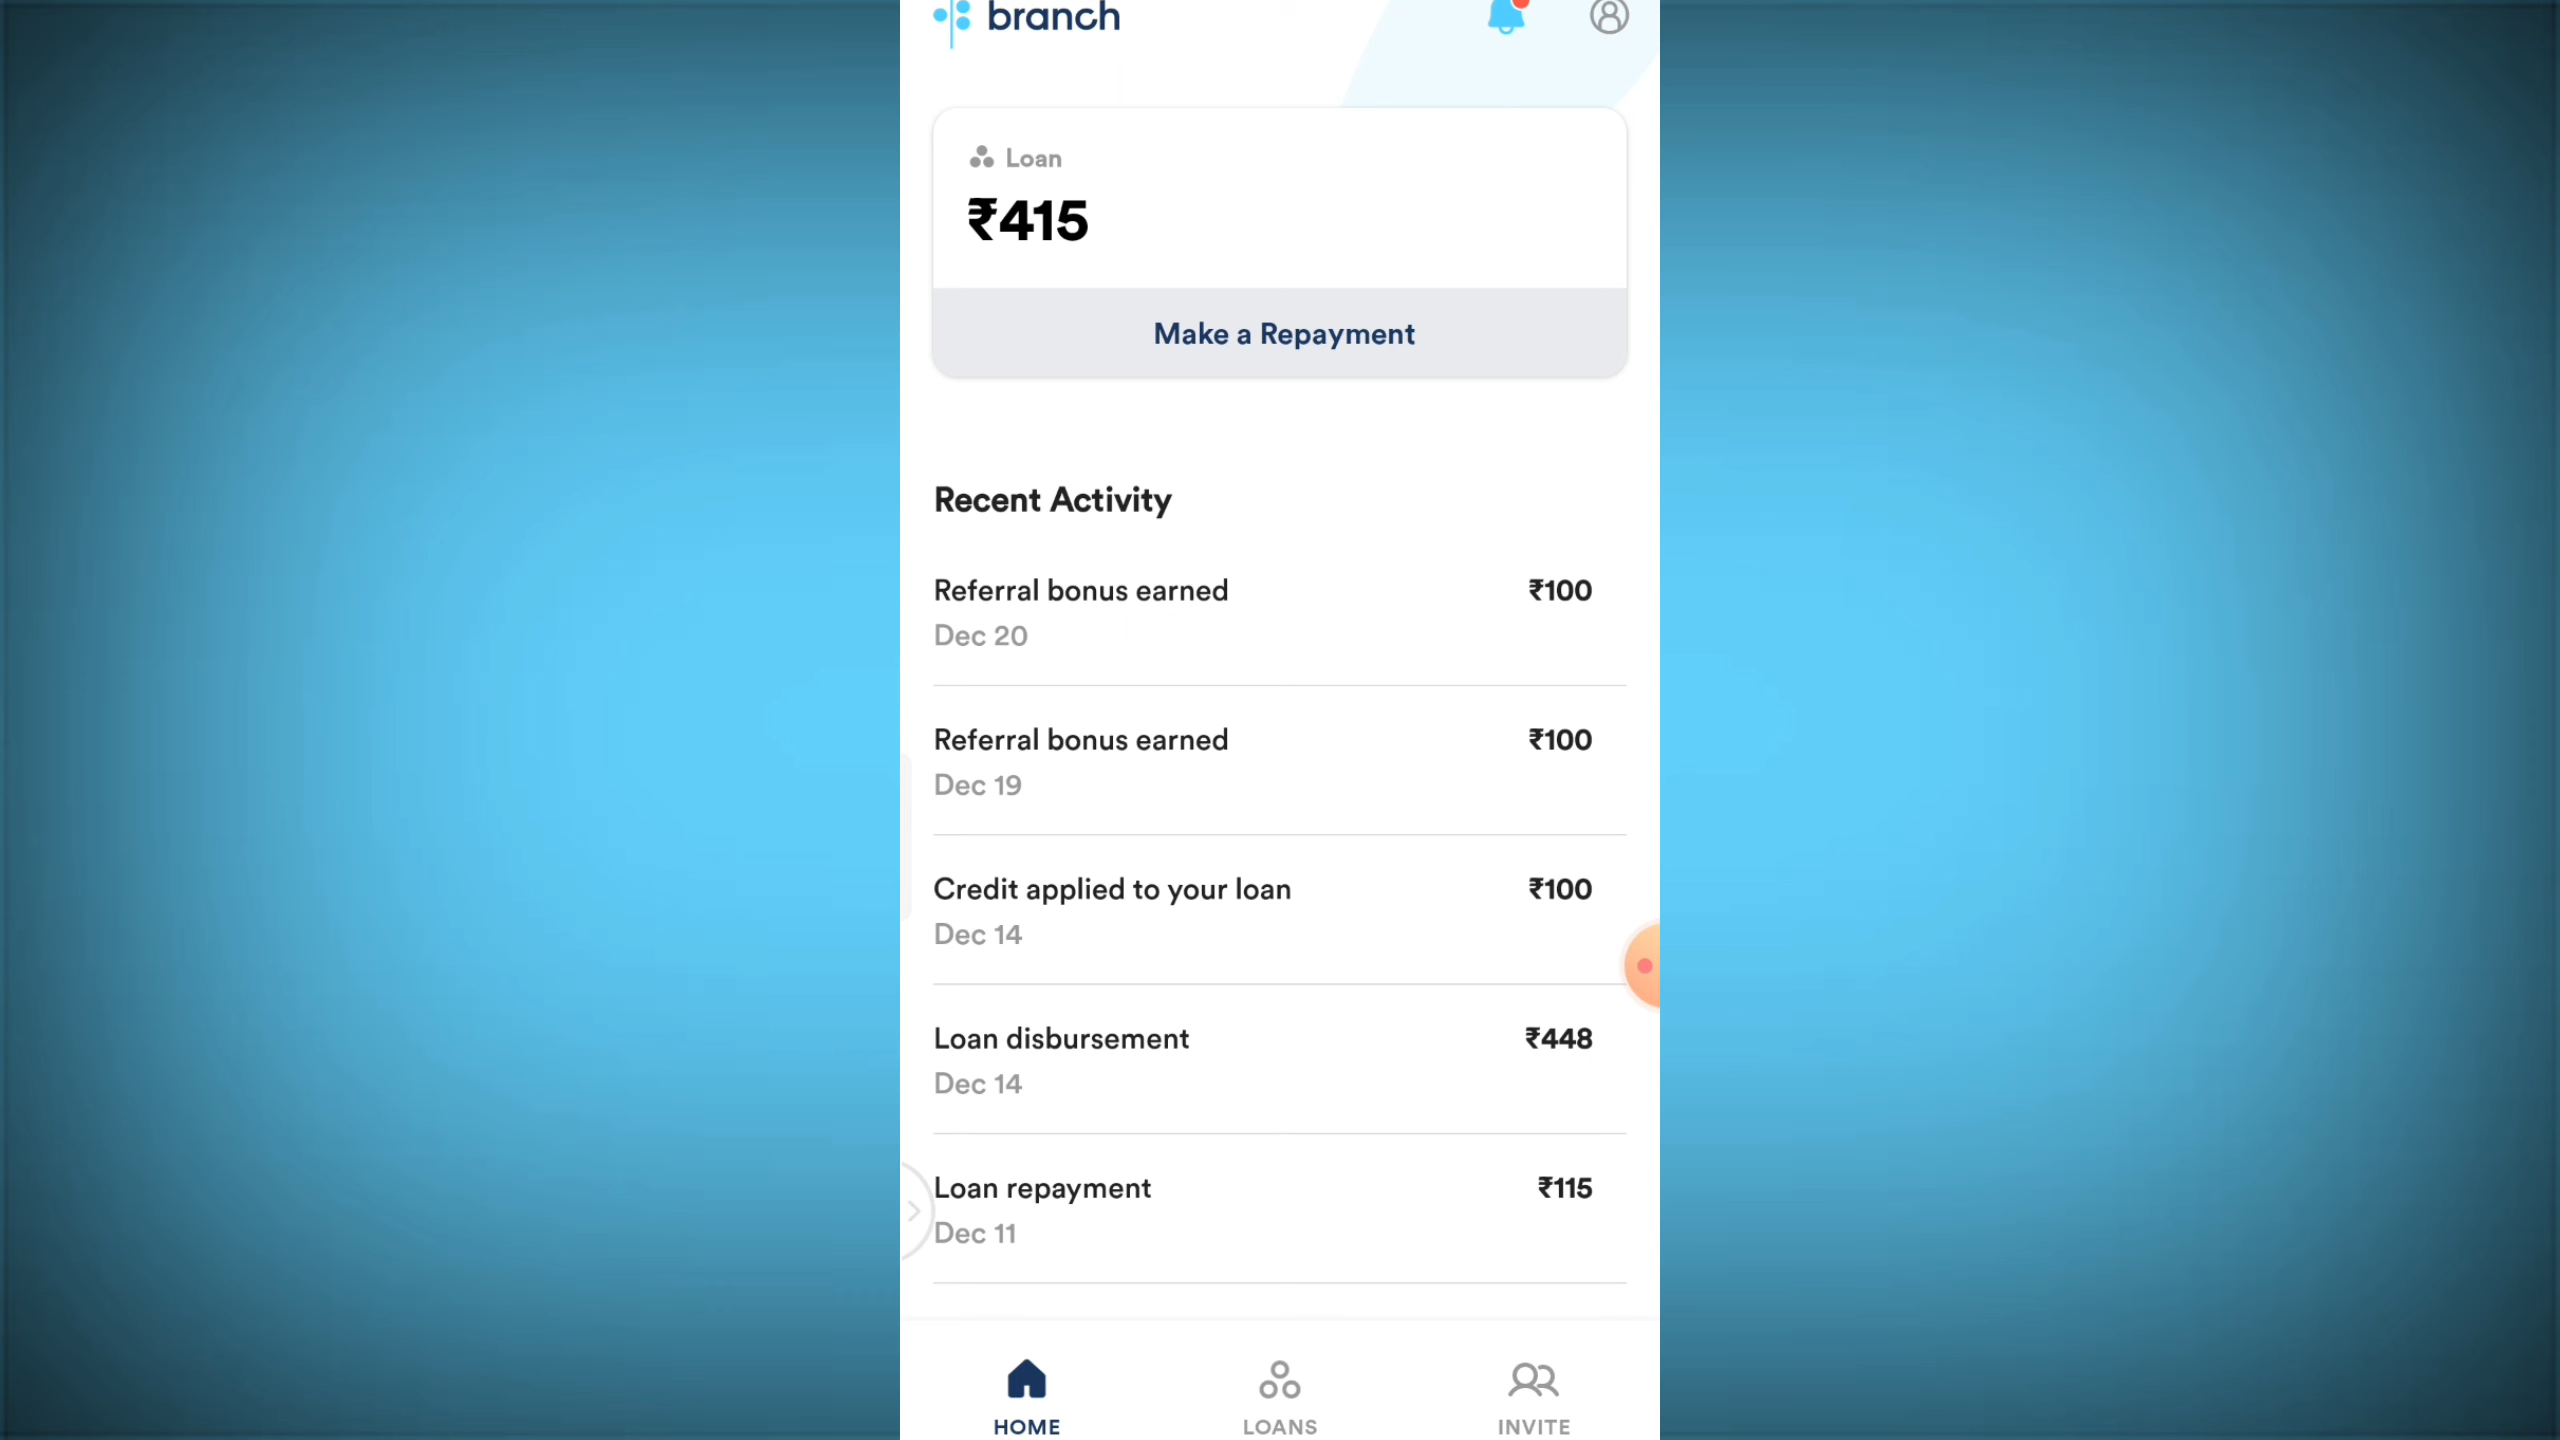 branch
Loan
₹415
Make a Repayment
Recent Activity
Referral bonus earned ₹100
Dec 20
Referral bonus earned ₹100
Dec 19
Credit applied to your loan ₹100
Dec 14
Loan disbursement ₹448
Dec 14
Loan repayment ₹115
Dec 11
HOME LOANS INVITE